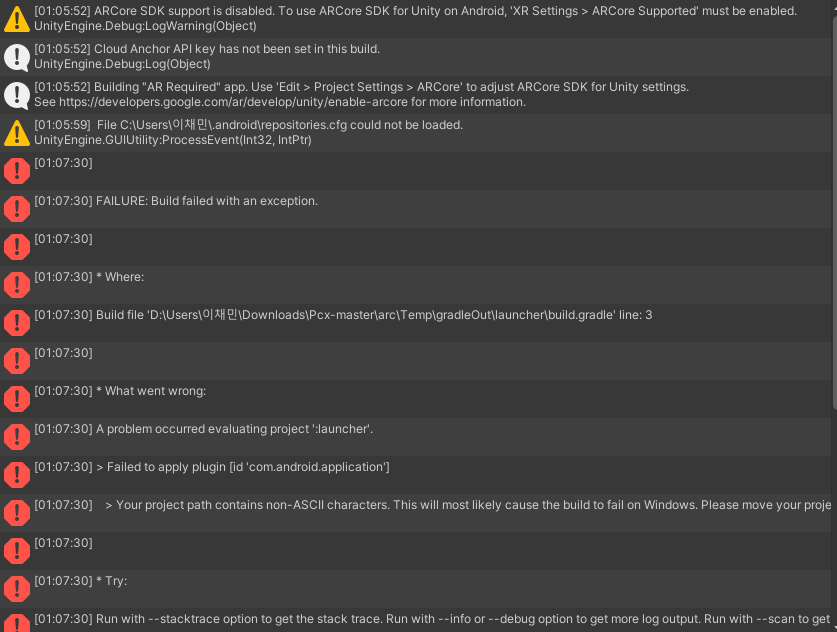 [01:05:52] ARCore SDK support is disabled. To use ARCore SDK for Unity on Android, 'XR Settings > ARCore Supported' must be enabled.
UnityEngine.Debug:LogWarning(Object)
[01:05:52] Cloud Anchor API key has not been set in this build.
UnityEngine.Debug:Log(Object)
[01:05:52] Building "AR Required" app. Use 'Edit > Project Settings > ARCore' to adjust ARCore SDK for Unity settings.
See https://developers.google.com/ar/develop/unity/enable-arcore for more information.
[01:05:59]  File C:\Users\이채민\.android\repositories.cfg could not be loaded.
UnityEngine.GUIUtility:ProcessEvent(Int32, IntPtr)
[01:07:30]
[01:07:30] FAILURE: Build failed with an exception.
[01:07:30]
[01:07:30] * Where:
[01:07:30] Build file 'D:\Users\이채민\Downloads\Pcx-master\arc\Temp\gradleOut\launcher\build.gradle' line: 3
[01:07:30]
[01:07:30] * What went wrong:
[01:07:30] A problem occurred evaluating project ':launcher'.
[01:07:30] > Failed to apply plugin [id 'com.android.application']
[01:07:30]    > Your project path contains non-ASCII characters. This will most likely cause the build to fail on Windows. Please move your proje
[01:07:30]
[01:07:30] * Try:
[01:07:30] Run with --stacktrace option to get the stack trace. Run with --info or --debug option to get more log output. Run with --scan to get